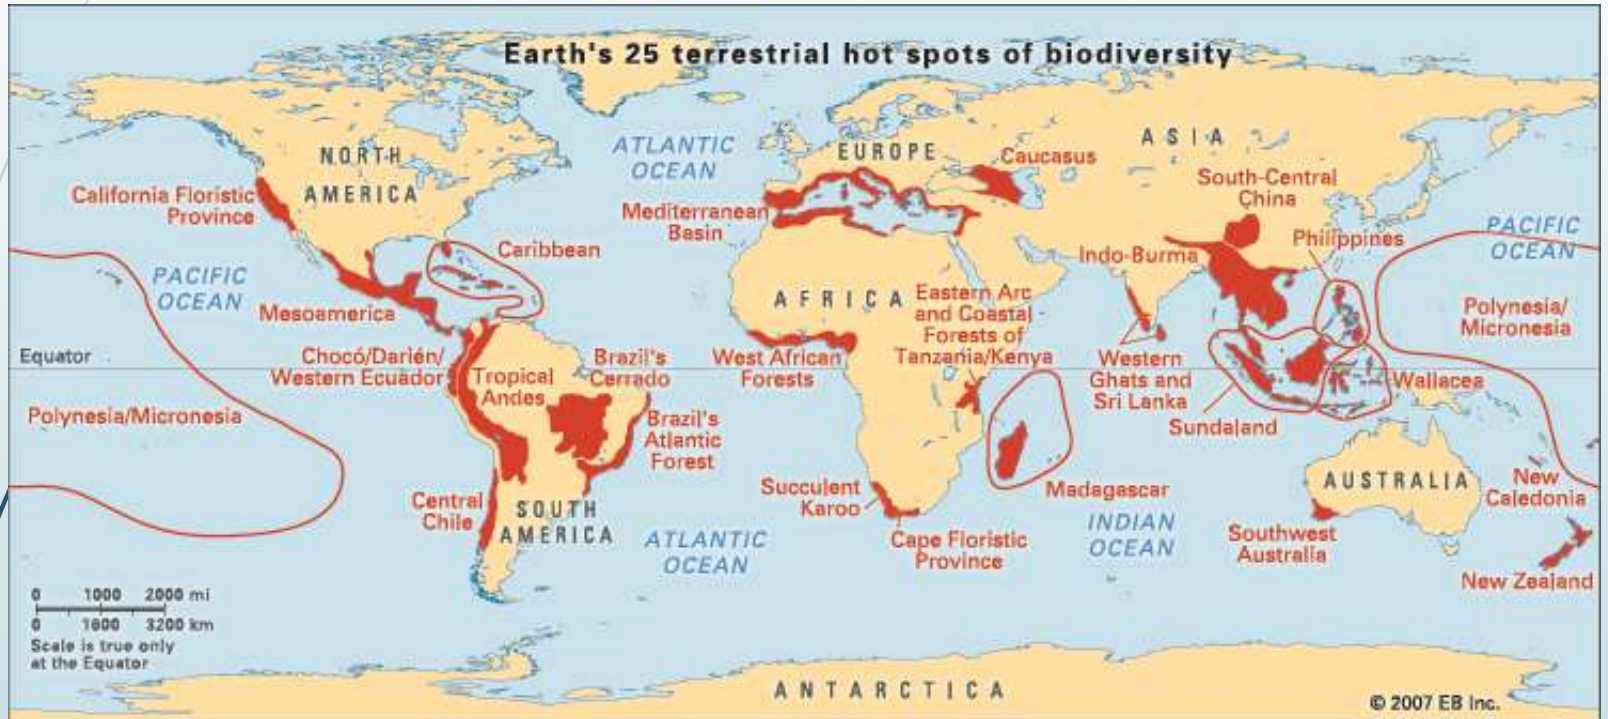 Earth's 25 terrestrial hot spots of biodiversity
NORTH
AMERICA
ATLANTIC
OCEAN
EUROPE
ASIA
Caucasus
California Floristic
Province
Mediterranean
Basin
South-Central
China
PACIFIC
OCEAN
Caribbean
Indo-Burma
Philippines
PACIFIC
OCEAN
Mesoamerica
AFRICA
Eastern Arc
and Coastal
Forests of
Tanzania/Kenya
Polynesia/
Micronesia
Equator
Chocó/Darién/
Western Ecuador
Tropical
Andes
Brazil's
Cerrado
West African
Forests
Western
Ghats and
Sri Lanka
Wallacea
Polynesia/Micronesia
Brazil's
Atlantic
Forest
Sundaland
Central
Chile
SOUTH
AMERICA
Succulent
Karoo
Madagascar
AUSTRALIA
New
Caledonia
ATLANTIC
OCEAN
Cape Floristic
Province
INDIAN
OCEAN
Southwest
Australia
New Zealand
0 1000 2000 mi
0 1600 3200 km
Scale is true only
at the Equator
ANTARCTICA
© 2007 EB Inc.